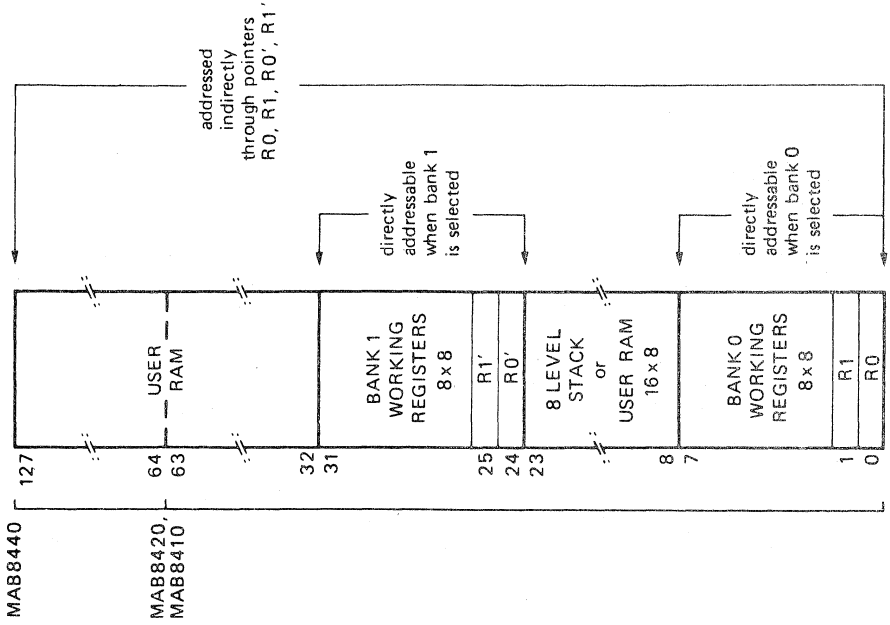 MAB8440
MAB8420,
MAB8410
127
64
63
32
31
25
24
23
8
7
1
0
USER
RAM
BANK 1
WORKING
REGISTERS
8 x 8
R1'
R0'
8 LEVEL
STACK
or
USER RAM
16 x 8
BANK 0
WORKING
REGISTERS
8 x 8
R1
R0
directly
addressable
when bank 1
is selected
directly
addressable
when bank 0
is selected
addressed
indirectly
through pointers
R0, R1, R0', R1'